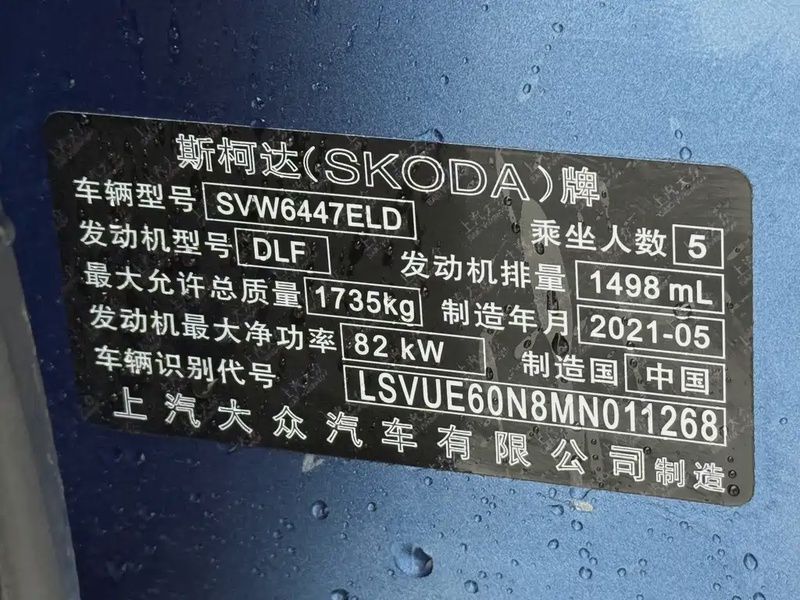 斯柯达(SKODA)牌
车辆型号 SVW6447ELD 乘坐人数 5
发动机型号 DLF 发动机排量 1498 mL
最大允许总质量 1735kg 制造年月 2021-05
发动机最大净功率 82 kW 制造国 中国
车辆识别代号 LSVUE60N8MN011268
上汽大众汽车有限公司制造